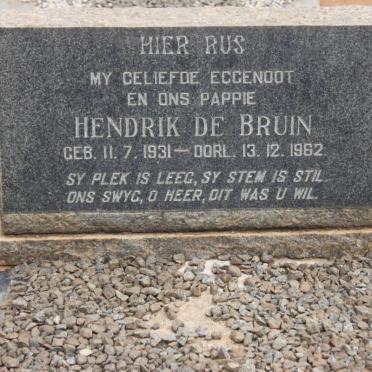 HIER RUS
MY GELIEFDE EGGENOOT
EN ONS PAPPIE
HENDRIK DE BRUIN
GEB. 11. 7. 1931 — OORL. 13. 12. 1962
SY PLEK IS LEEG, SY STEM IS STIL.
ONS SWYG, O HEER, DIT WAS U WIL.